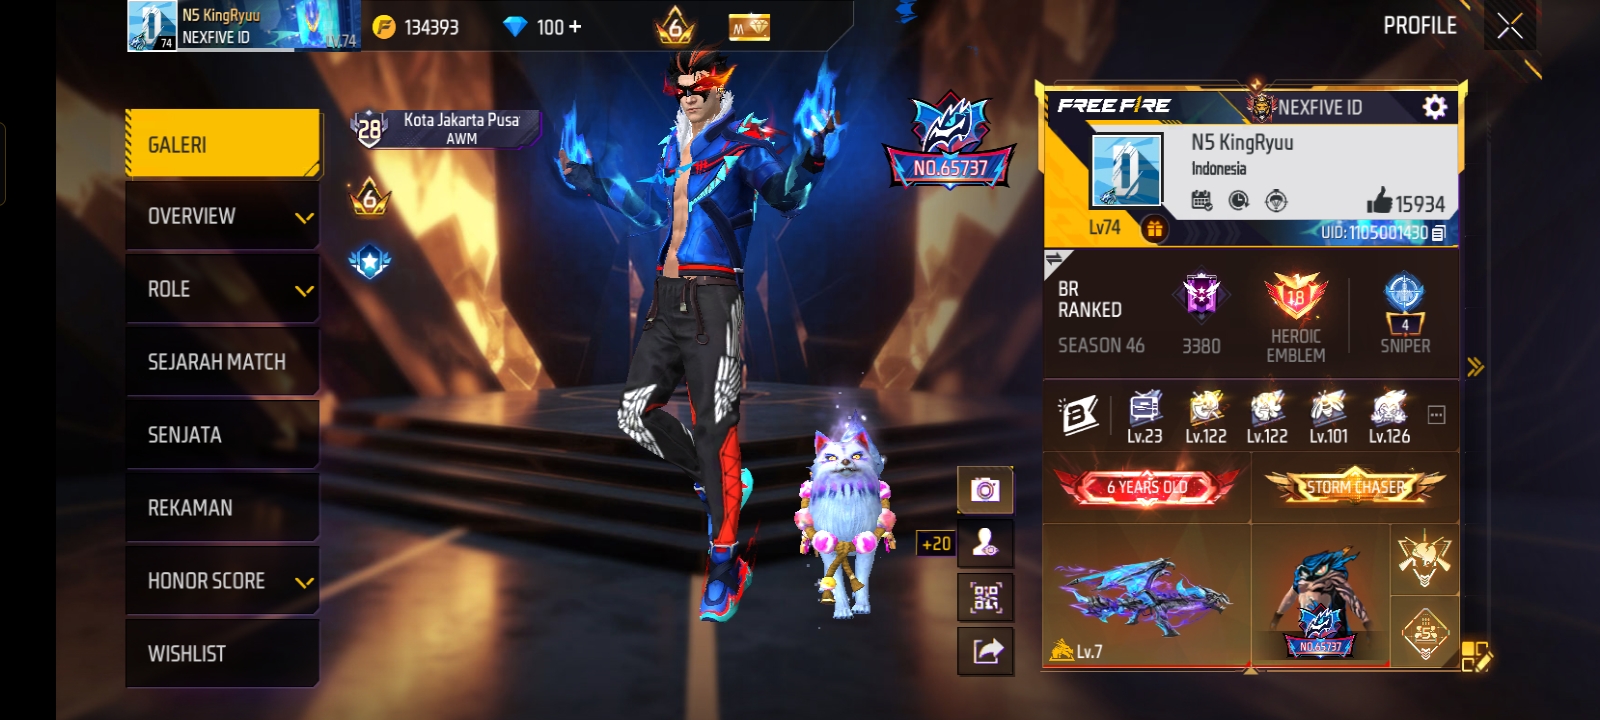 N5 KingRyuu
NEXFIVE ID
74
LV.74
134393
100 +
6
M
PROFILE
GALERI
OVERVIEW
ROLE
SEJARAH MATCH
SENJATA
REKAMAN
HONOR SCORE
WISHLIST
28
Kota Jakarta Pusa
AWM
6
NO.65737
+20
FREE FIRE
NEXFIVE ID
N5 KingRyuu
Indonesia
15934
Lv74
UID:1105001430
BR
RANKED
SEASON 46
3380
18
HEROIC
EMBLEM
4
SNIPER
Lv.23
Lv.122
Lv.122
Lv.101
Lv.126
6 YEARS OLD
STORM CHASER
Lv.7
NO.65737
5